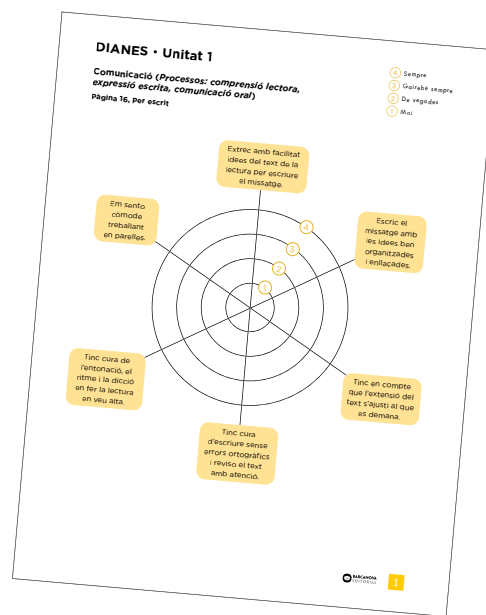 DIANES • Unitat 1
Comunicació (Processos: comprensió lectora,
expressió escrita, comunicació oral)
Pàgina 16, Per escrit
4 Sempre
3 Gairebé sempre
2 De vegades
1 Mai
Extrec amb facilitat
idees del text de la
lectura per escriure
el missatge.
Em sento
còmode
treballant
en parelles.
Escric el
missatge amb
les idees ben
organitzades
i enllaçades.
4
3
2
1
Tinc cura de
l'entonació, el
ritme i la dicció
en fer la lectura
en veu alta.
Tinc en compte
que l'extensió del
text s'ajusti al que
es demana.
Tinc cura
d'escriure sense
errors ortogràfics
i reviso el text
amb atenció.
BARCANOVA
EDITORIAL
1